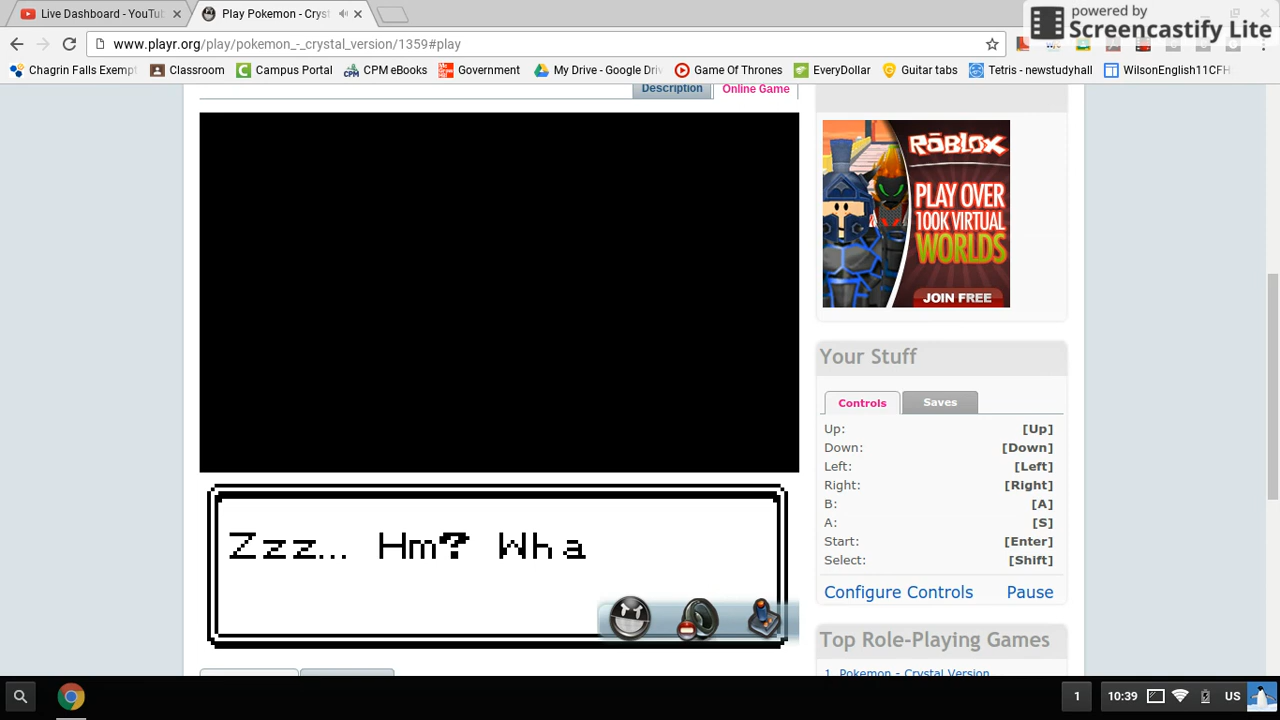 Live Dashboard - YouTu
Play Pokemon - Crys
powered by
Screencastify Lite
www.playr.org/play/pokemon_-_crystal_version/1359#play
Chagrin Falls Exempt
Classroom
Campus Portal
CPM eBooks
Government
My Drive - Google Dri
Game Of Thrones
EveryDollar
Guitar tabs
Tetris - newstudyhall
WilsonEnglish11CFH
Description
Online Game
ROBLOX
PLAY OVER
100K VIRTUAL
WORLDS
JOIN FREE
Your Stuff
Controls
Saves
Up: [Up]
Down: [Down]
Left: [Left]
Right: [Right]
B: [A]
A: [S]
Start: [Enter]
Select: [Shift]
Configure Controls
Pause
Zzz... Hm? Wha
Top Role-Playing Games
1. Pokemon - Crystal Version
1
10:39
US